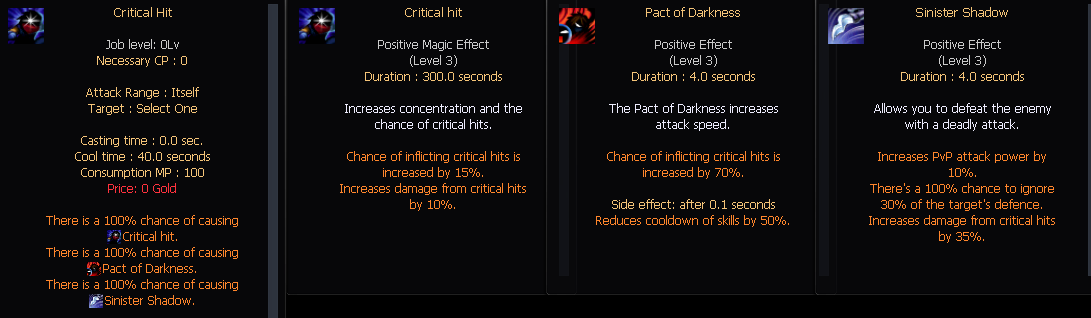 Critical Hit
Job level: 0Lv
Necessary CP : 0
Attack Range : Itself
Target : Select One
Casting time : 0.0 sec.
Cool time : 40.0 seconds
Consumption MP : 100
Price: 0 Gold
There is a 100% chance of causing
Critical hit.
There is a 100% chance of causing
Pact of Darkness.
There is a 100% chance of causing
Sinister Shadow.
Critical hit
Positive Magic Effect
(Level 3)
Duration : 300.0 seconds
Increases concentration and the
chance of critical hits.
Chance of inflicting critical hits is
increased by 15%.
Increases damage from critical hits
by 10%.
Pact of Darkness
Positive Effect
(Level 3)
Duration : 4.0 seconds
The Pact of Darkness increases
attack speed.
Chance of inflicting critical hits is
increased by 70%.
Side effect: after 0.1 seconds
Reduces cooldown of skills by 50%.
Sinister Shadow
Positive Effect
(Level 3)
Duration : 4.0 seconds
Allows you to defeat the enemy
with a deadly attack.
Increases PvP attack power by
10%.
There's a 100% chance to ignore
30% of the target's defence.
Increases damage from critical hits
by 35%.